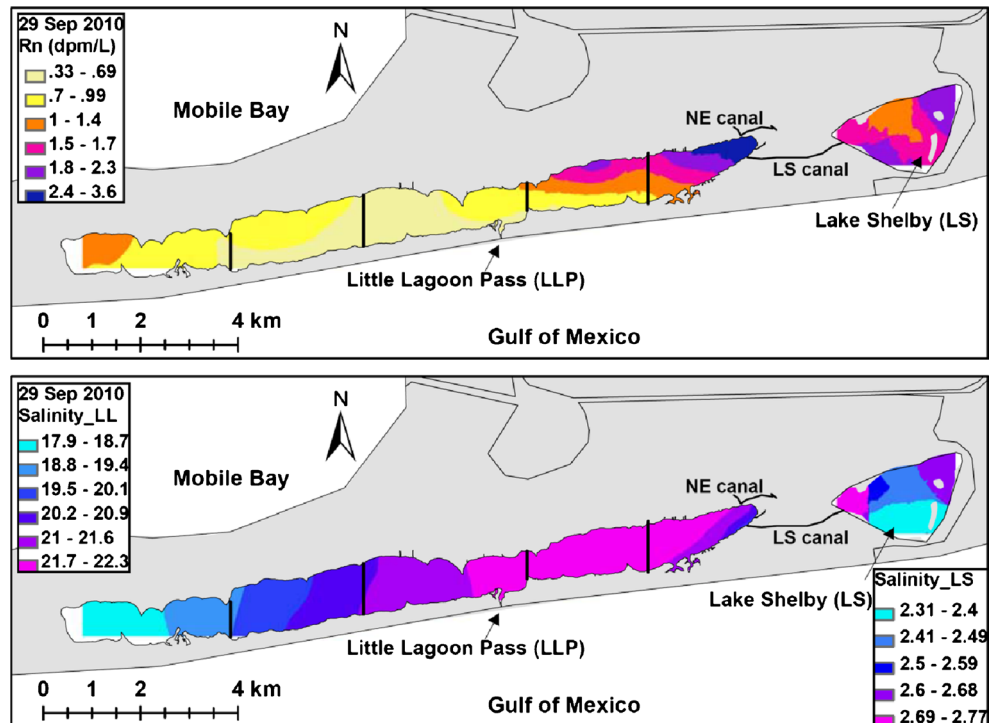 29 Sep 2010
Rn (dpm/L)
.33 - .69
.7 - .99
1 - 1.4
1.5 - 1.7
1.8 - 2.3
2.4 - 3.6
N
Mobile Bay
NE canal
LS canal
Lake Shelby (LS)
Little Lagoon Pass (LLP)
0 1 2 4 km
Gulf of Mexico
29 Sep 2010
Salinity_LL
17.9 - 18.7
18.8 - 19.4
19.5 - 20.1
20.2 - 20.9
21 - 21.6
21.7 - 22.3
N
Mobile Bay
NE canal
LS canal
Lake Shelby (LS)
Little Lagoon Pass (LLP)
0 1 2 4 km
Gulf of Mexico
Salinity_LS
2.31 - 2.4
2.41 - 2.49
2.5 - 2.59
2.6 - 2.68
2.69 - 2.77